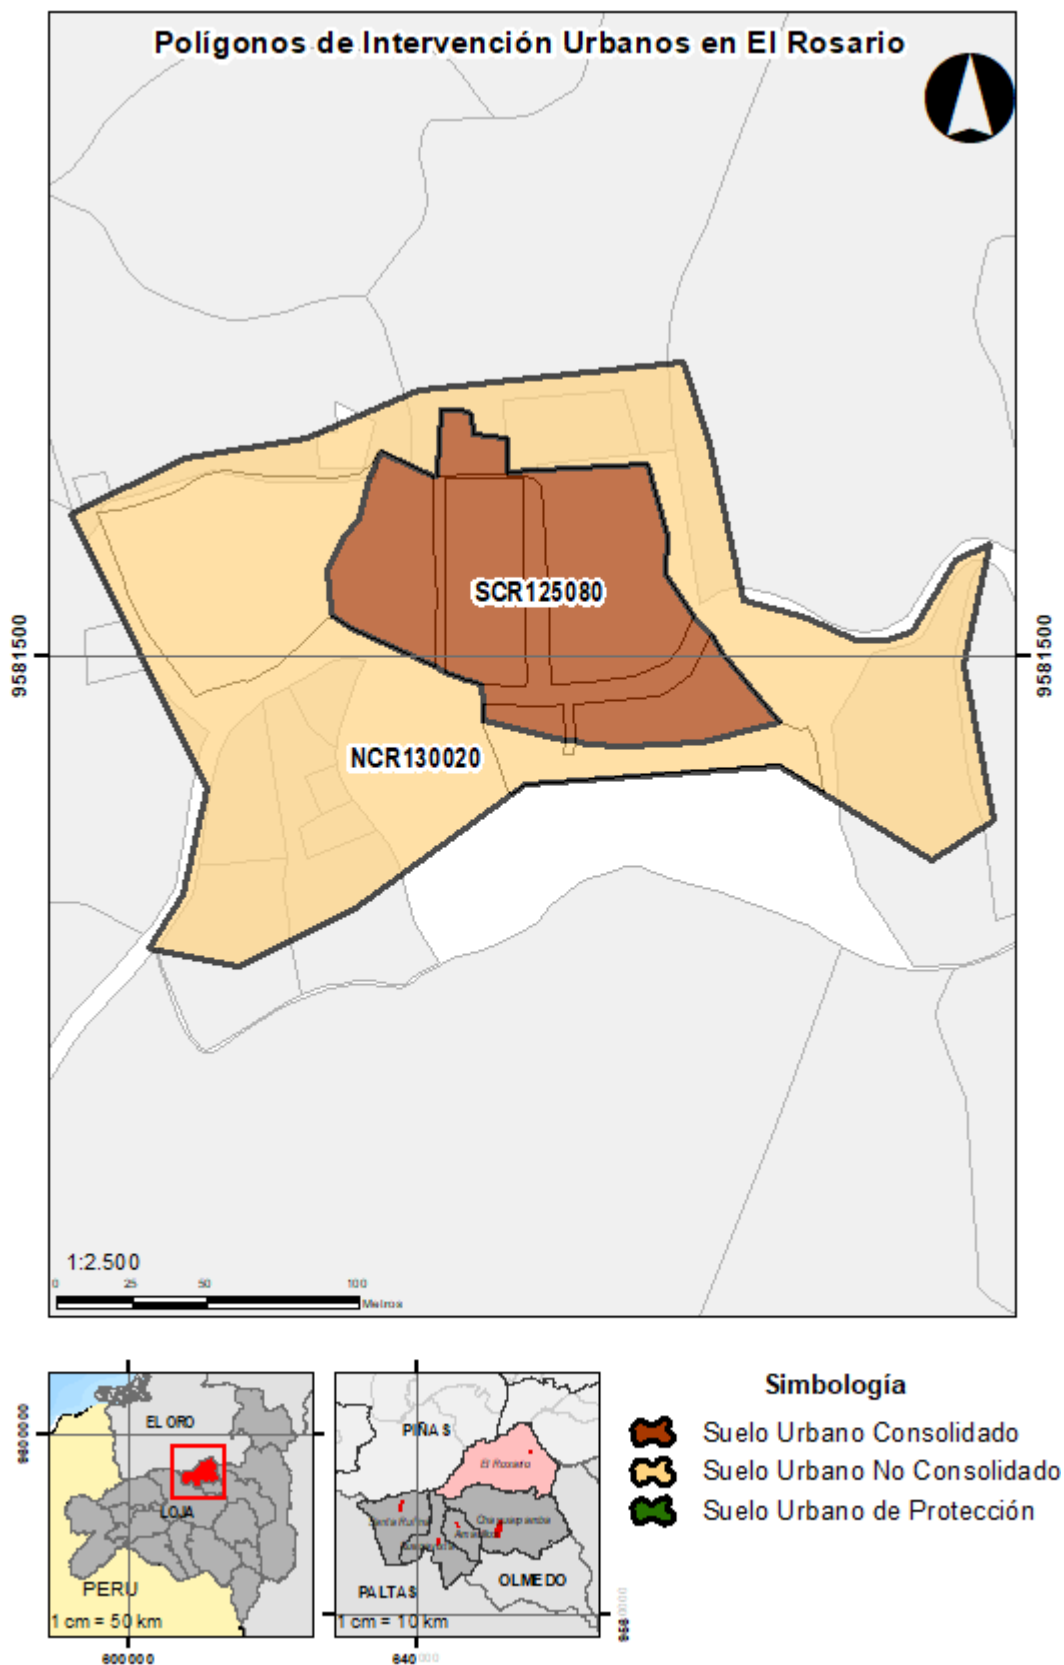 Polígonos de Intervención Urbanos en El Rosario
SCR125080
9581500
9581500
NCR130020
1:2.500
0 25 50 100
Metros
EL ORO
LOJA
PERU
1 cm = 50 km
600000
PIÑAS
El Rosario
Chaguarpamba
PALTAS
OLMEDO
1 cm = 10 km
640000
Simbología
Suelo Urbano Consolidado
Suelo Urbano No Consolidado
Suelo Urbano de Protección